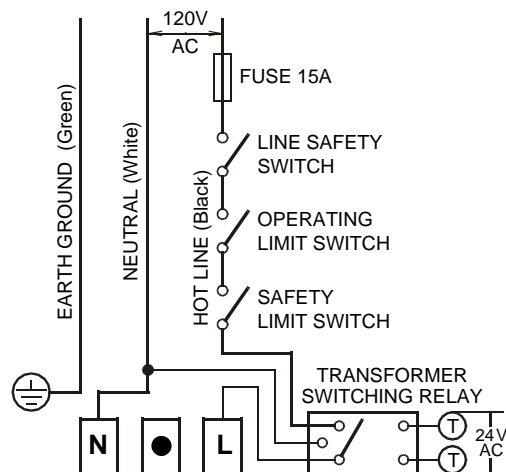 120V
AC
FUSE 15A
LINE SAFETY
SWITCH
EARTH GROUND (Green)
NEUTRAL (White)
HOT LINE (Black)
OPERATING
LIMIT SWITCH
SAFETY
LIMIT SWITCH
TRANSFORMER
SWITCHING RELAY
N
L
T
T
24V
AC